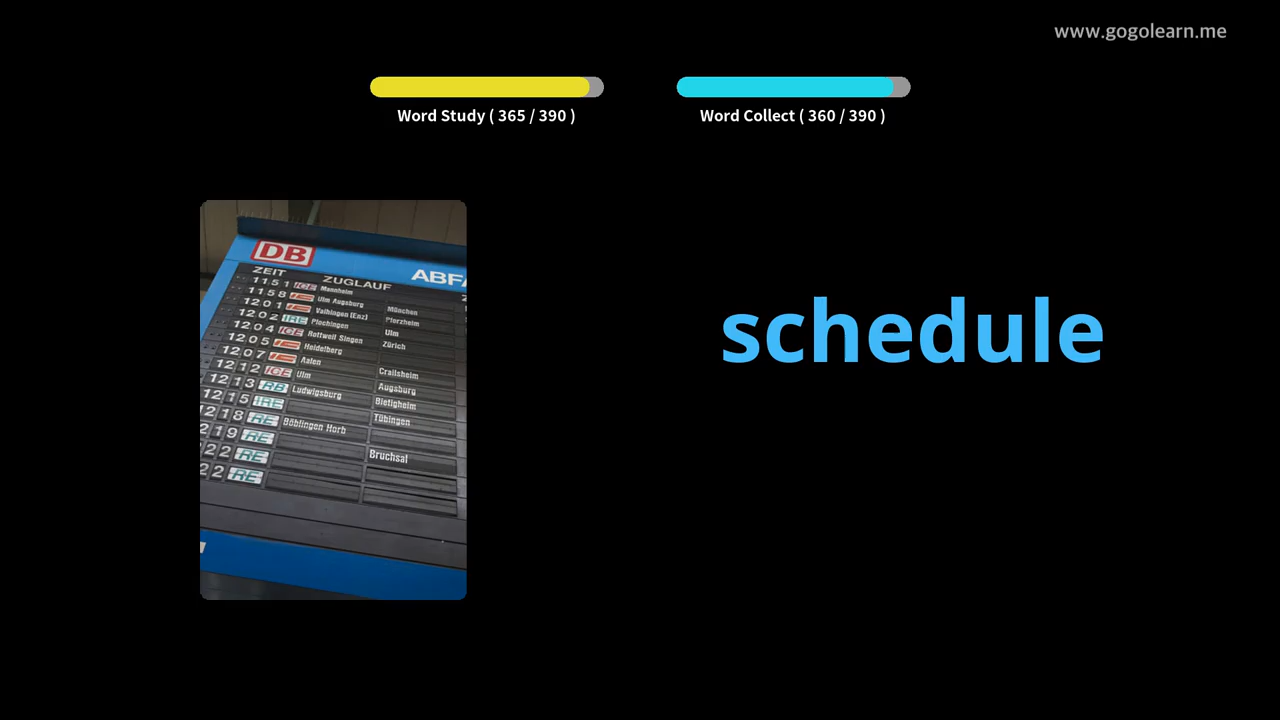 www.gogolearn.me
Word Study ( 365 / 390 )
Word Collect ( 360 / 390 )
schedule
DB
ZEIT ZUGLAUF ABFA
1151 ICE Mannheim
1158 Ulm Augsburg München
1201 Vaihingen (Enz) Pforzheim
1202 IRE Plochingen Ulm
1204 ICE Rottweil Singen Zürich
1205 Heidelberg
1207 Aalen Crailsheim
1212 ICE Ulm Augsburg
1213 RB Ludwigsburg Bietigheim
1215 IRE Tübingen
1218 RE Böblingen Horb
219 RE
22 RE Bruchsal
22 RE